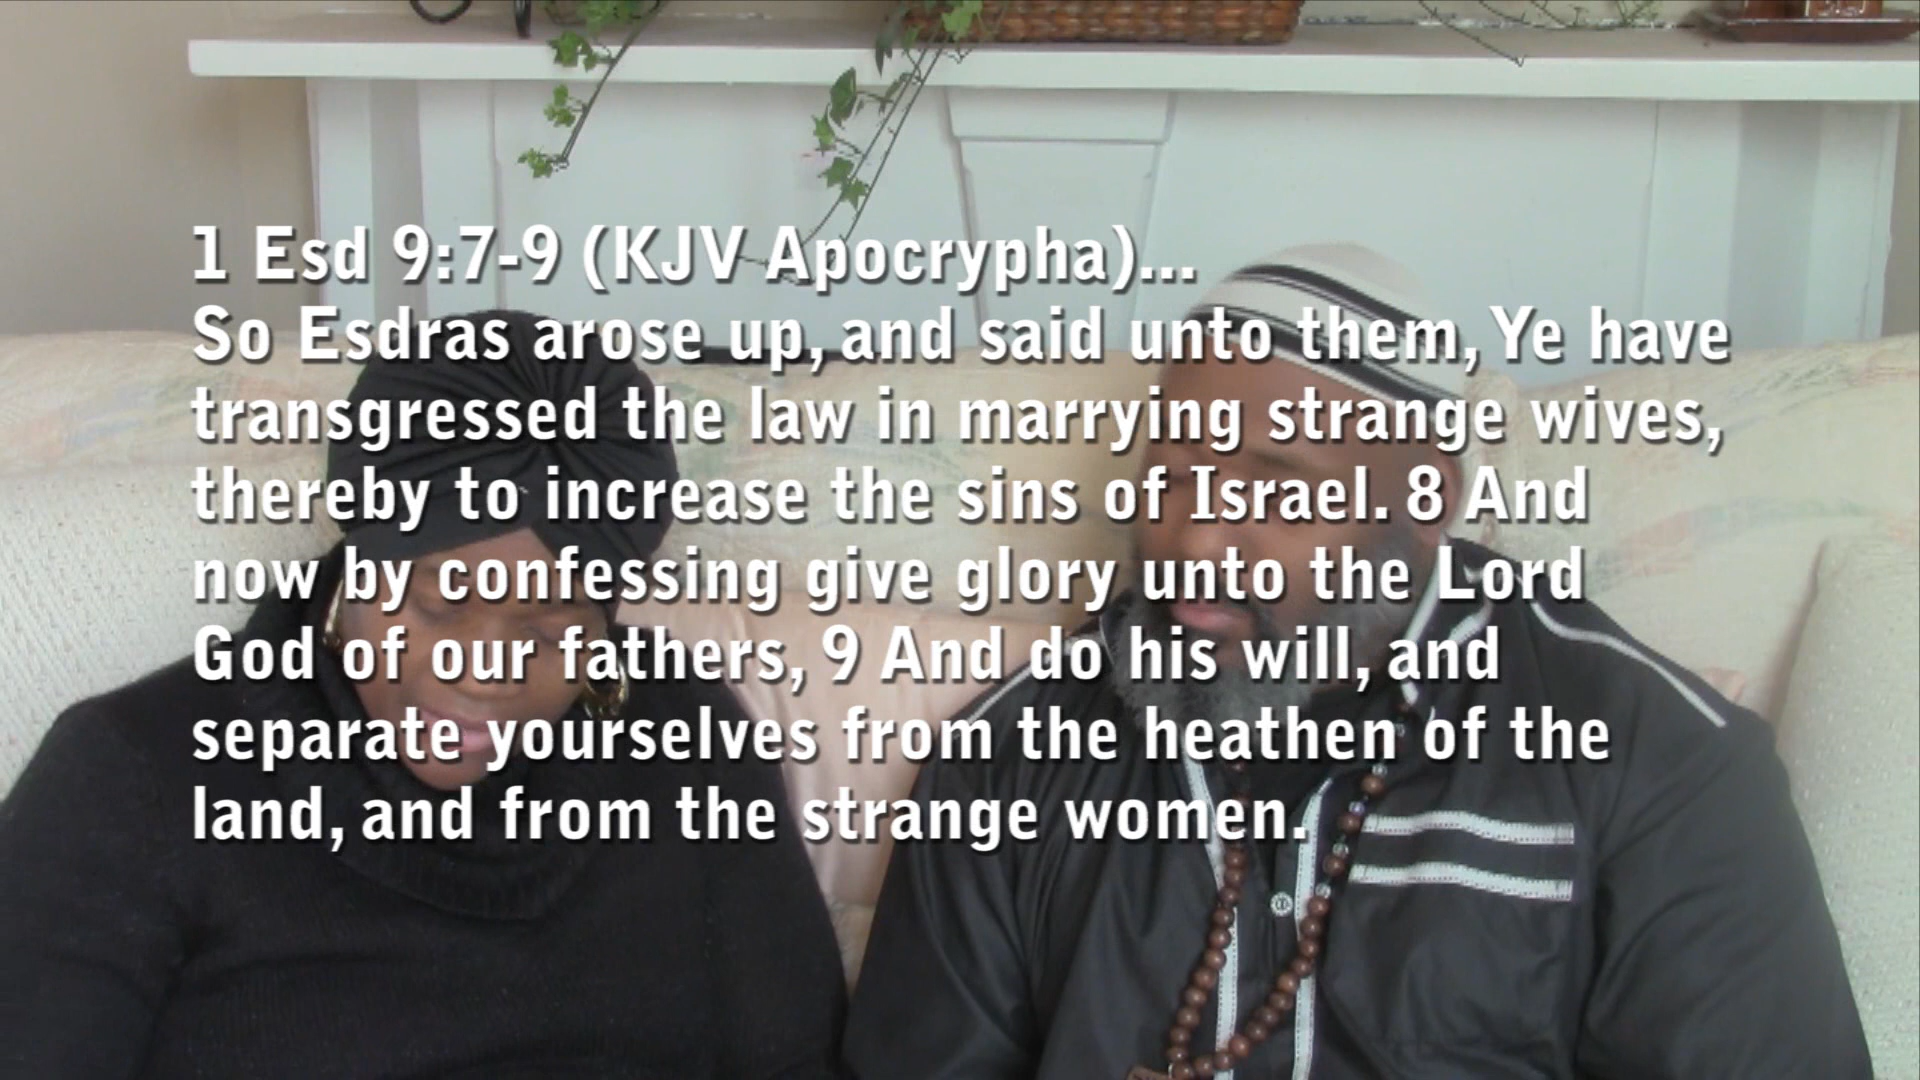 1 Esd 9:7-9 (KJV Apocrypha)...
So Esdras arose up, and said unto them, Ye have
transgressed the law in marrying strange wives,
thereby to increase the sins of Israel. 8 And
now by confessing give glory unto the Lord
God of our fathers, 9 And do his will, and
separate yourselves from the heathen of the
land, and from the strange women.